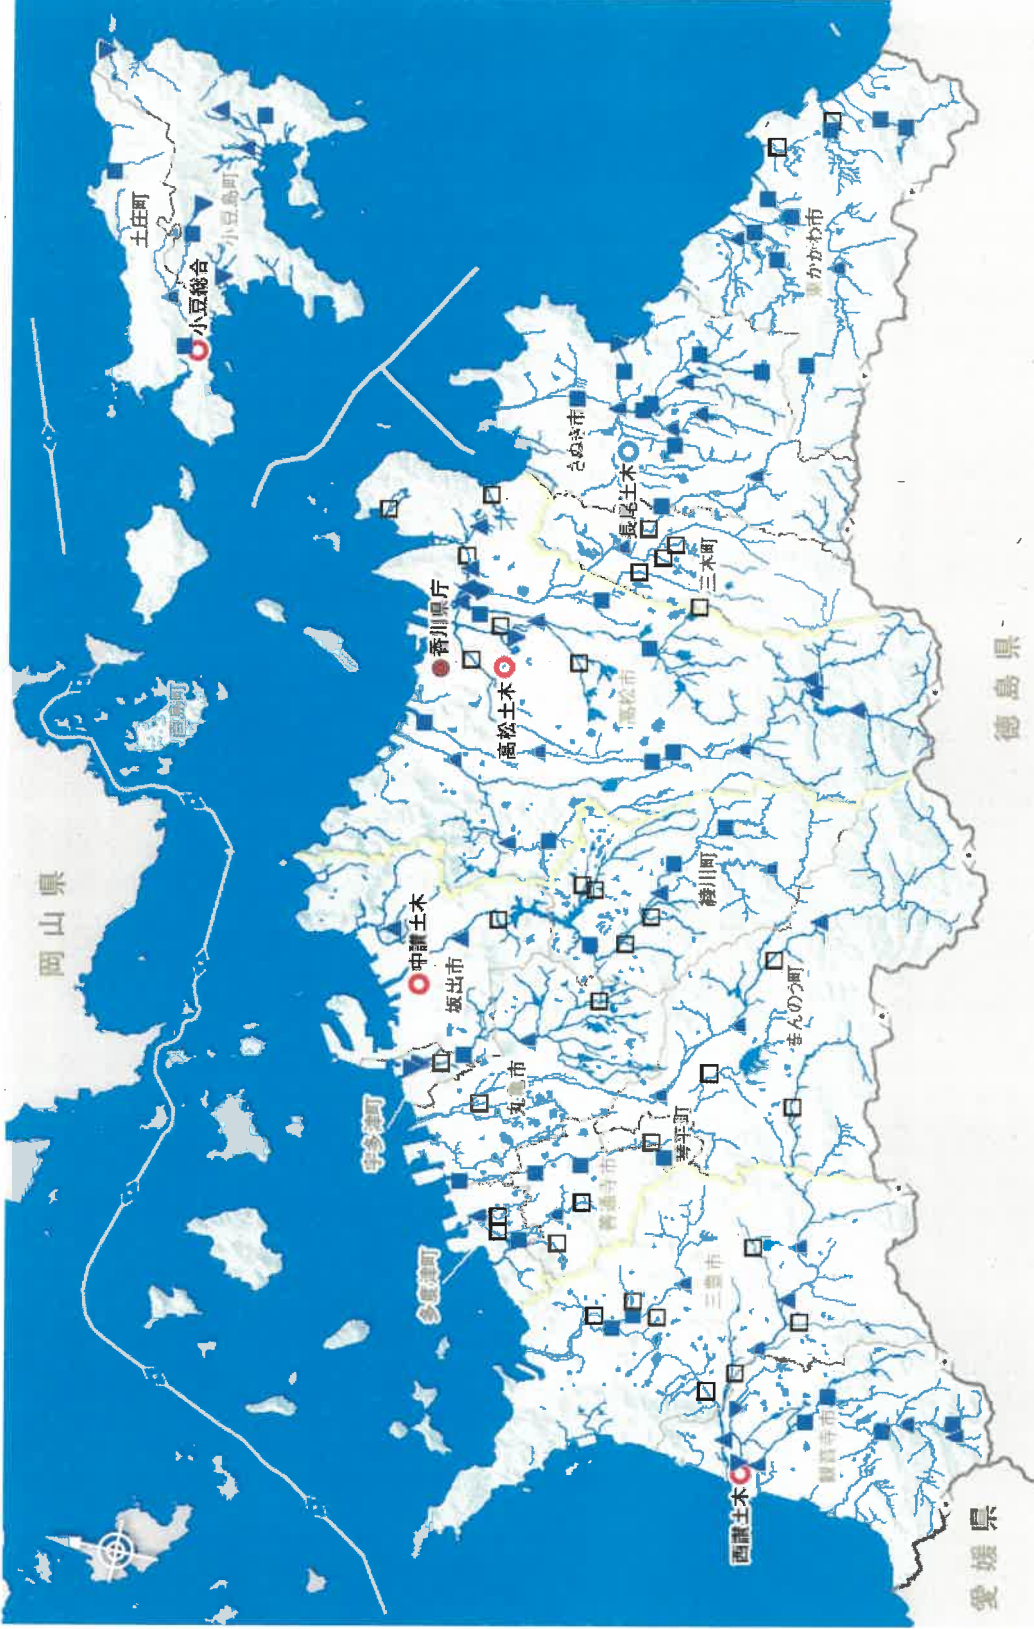 岡山県
土庄町
小豆島町
小豆総合
直島町
香川県庁
高松土木
高松市
さぬき市
長尾土木
三木町
東かがわ市
中讃土木
坂出市
宇多津町
丸亀市
綾川町
まんのう町
琴平町
善通寺市
多度津町
三豊市
観音寺市
西讃土木
愛媛県
徳島県